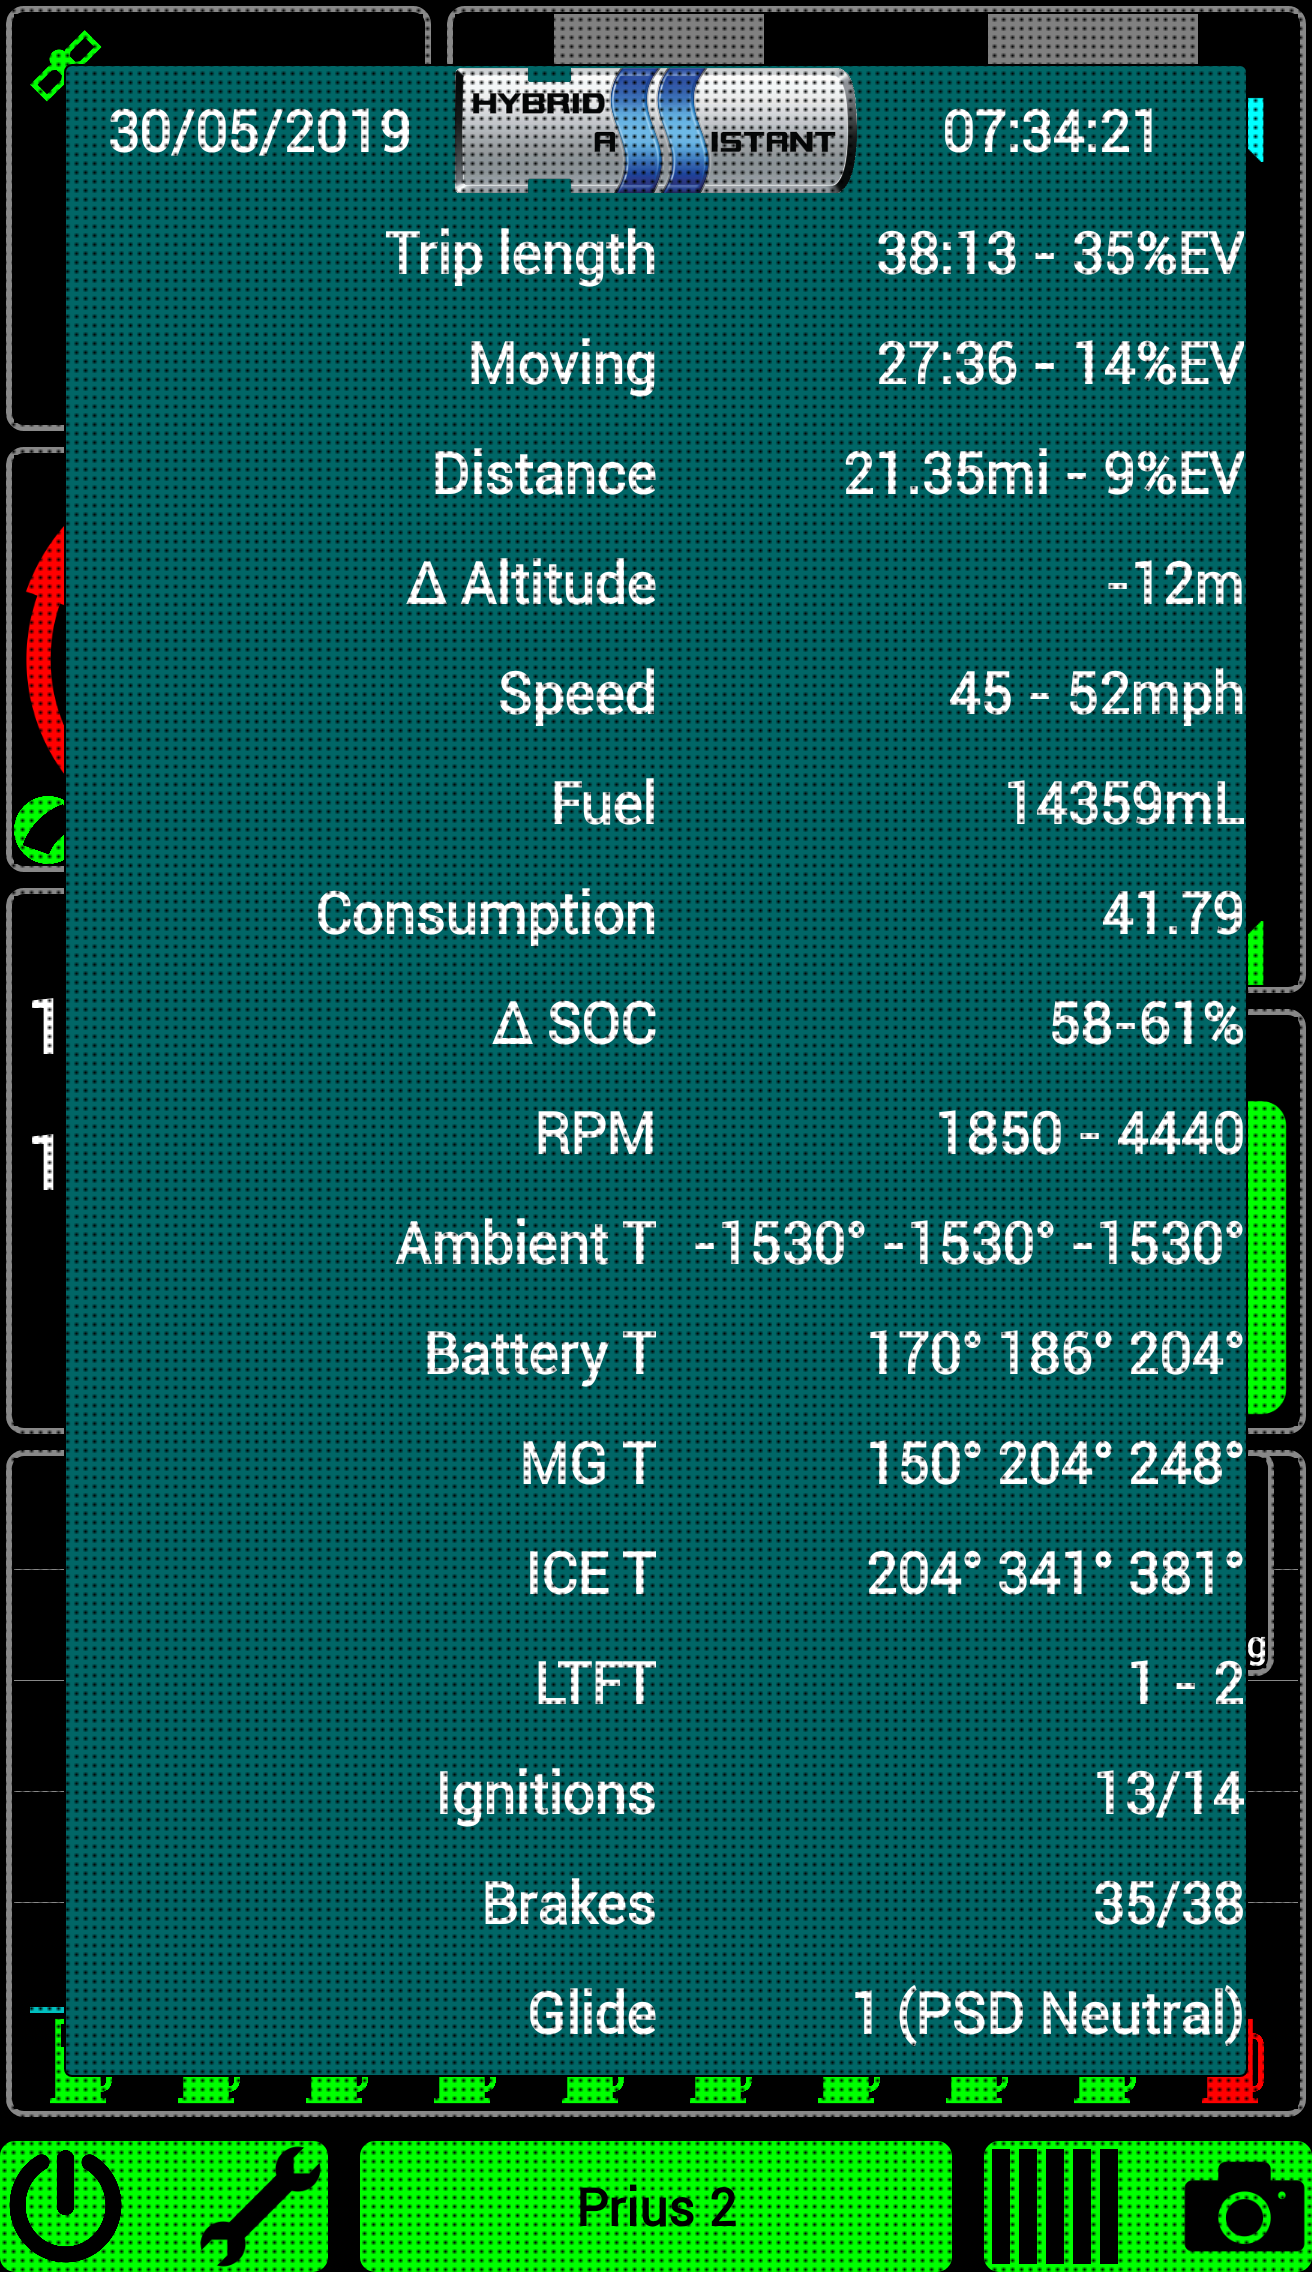 30/05/2019 HYBRID ASSISTANT 07:34:21
Trip length 38:13 - 35%EV
Moving 27:36 - 14%EV
Distance 21.35mi - 9%EV
Δ Altitude -12m
Speed 45 - 52mph
Fuel 14359mL
Consumption 41.79
Δ SOC 58-61%
1
RPM 1850 - 4440
1
Ambient T -1530° -1530° -1530°
Battery T 170° 186° 204°
MG T 150° 204° 248°
ICE T 204° 341° 381°
g
LTFT 1 - 2
Ignitions 13/14
Brakes 35/38
Glide 1 (PSD Neutral)
Prius 2